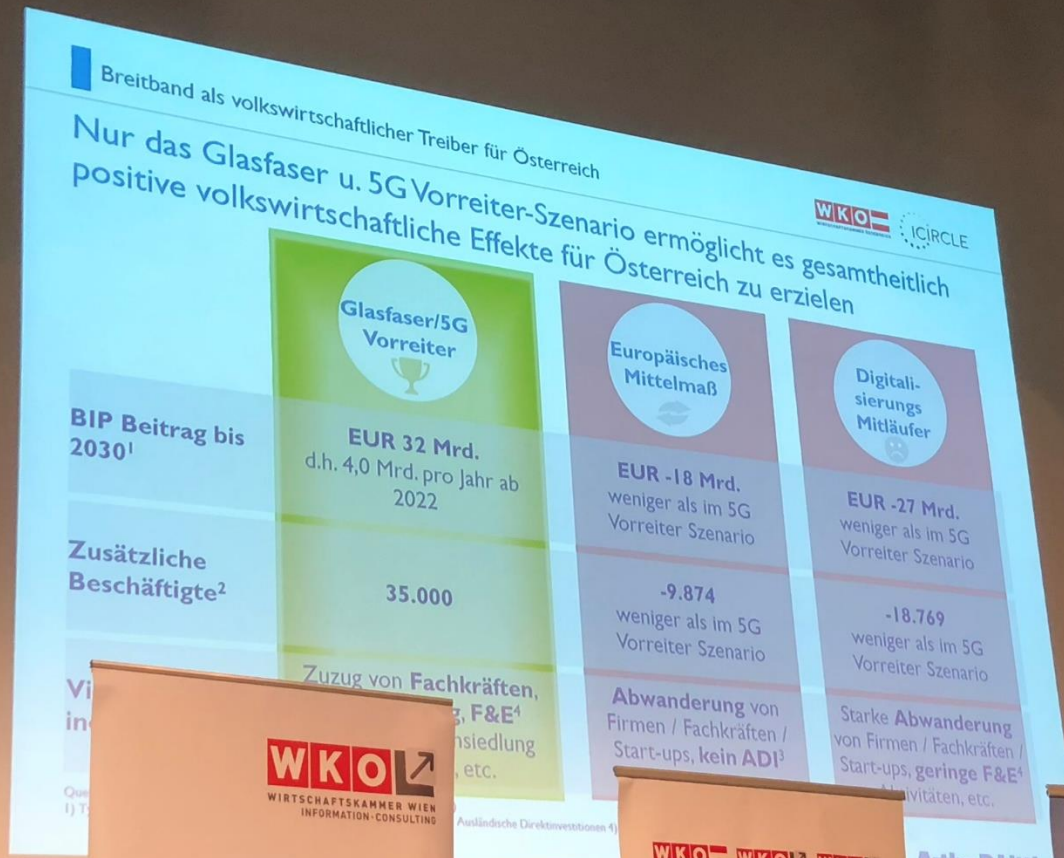 Breitband als volkswirtschaftlicher Treiber für Österreich
Nur das Glasfaser u. 5G Vorreiter-Szenario ermöglicht es gesamtheitlich
positive volkswirtschaftliche Effekte für Österreich zu erzielen
WKO
WIRTSCHAFTSKAMMER ÖSTERREICH
ICIRCLE
Glasfaser/5G
Vorreiter
Europäisches
Mittelmaß
Digitali-
sierungs
Mitläufer
BIP Beitrag bis
2030¹
EUR 32 Mrd.
d.h. 4,0 Mrd. pro Jahr ab
2022
EUR -18 Mrd.
weniger als im 5G
Vorreiter Szenario
EUR -27 Mrd.
weniger als im 5G
Vorreiter Szenario
Zusätzliche
Beschäftigte²
35.000
-9.874
weniger als im 5G
Vorreiter Szenario
-18.769
weniger als im 5G
Vorreiter Szenario
Zuzug von Fachkräften,
F&E⁴
etc.
Abwanderung von
Firmen / Fachkräften /
Start-ups, kein ADI³
Starke Abwanderung
von Firmen / Fachkräften /
Start-ups, geringe F&E⁴
etc.
1)
Ausländische Direktinvestitionen 4)
WKO
WIRTSCHAFTSKAMMER WIEN
INFORMATION·CONSULTING
WKO WKO